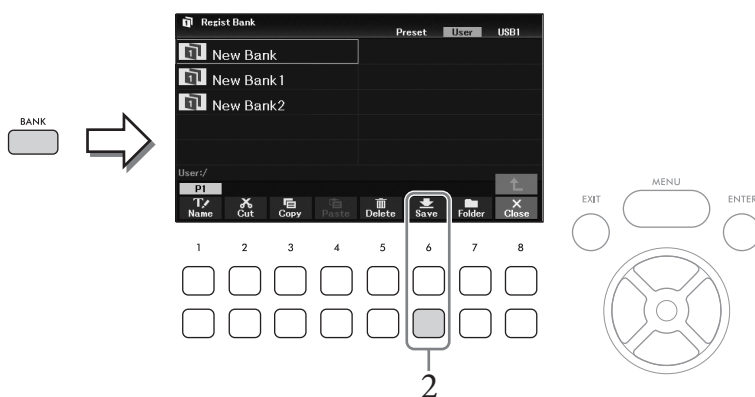 Regist Bank
Preset User USB1
New Bank
New Bank1
New Bank2
BANK
User:/
P1
Name Cut Copy Paste Delete Save Folder Close
MENU
EXIT ENTER
1 2 3 4 5 6 7 8
2